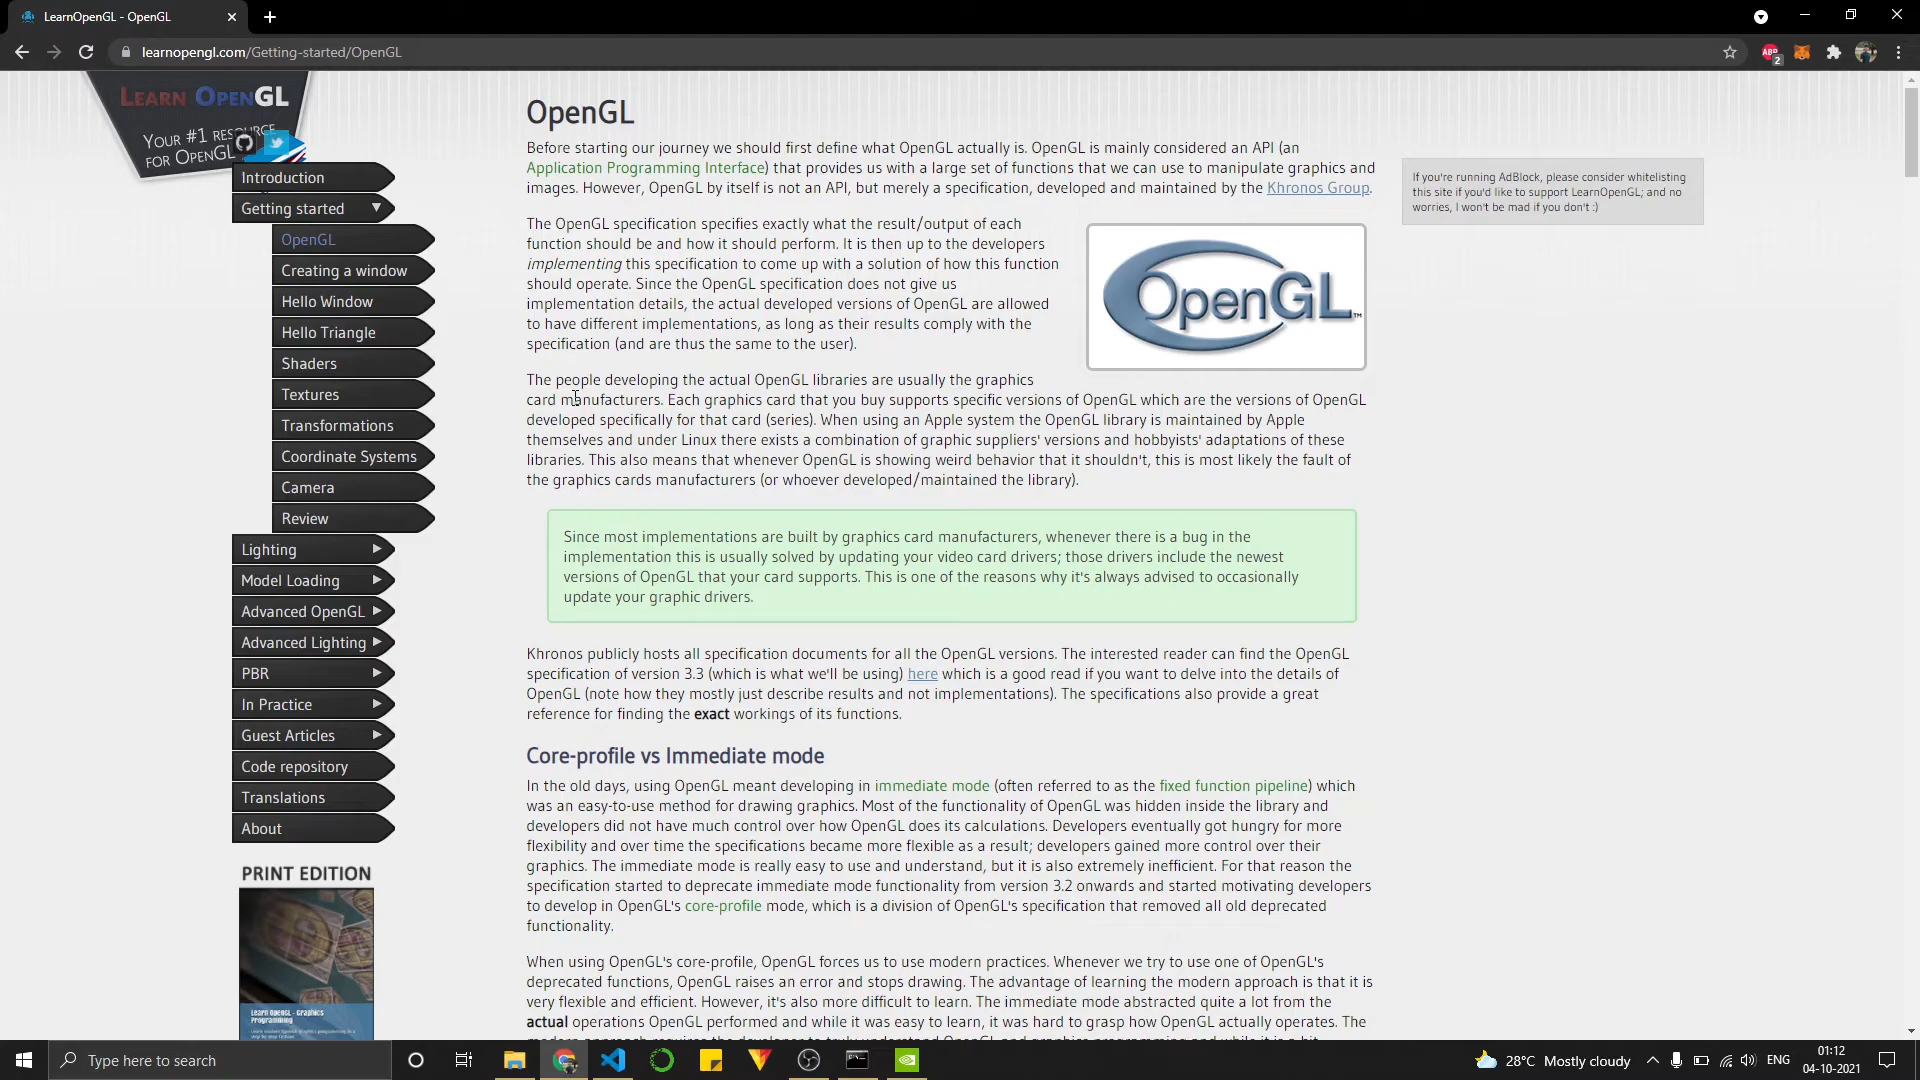 LearnOpenGL - OpenGL
learnopengl.com/Getting-started/OpenGL
ABP
2
LEARN OPENGL
YOUR #1 RESOURCE
FOR OPENGL
Introduction
Getting started
OpenGL
Creating a window
Hello Window
Hello Triangle
Shaders
Textures
Transformations
Coordinate Systems
Camera
Review
Lighting
Model Loading
Advanced OpenGL
Advanced Lighting
PBR
In Practice
Guest Articles
Code repository
Translations
About
PRINT EDITION
Learn OpenGL - Graphics
Programming
OpenGL
Before starting our journey we should first define what OpenGL actually is. OpenGL is mainly considered an API (an
Application Programming Interface) that provides us with a large set of functions that we can use to manipulate graphics and
images. However, OpenGL by itself is not an API, but merely a specification, developed and maintained by the Khronos Group.
The OpenGL specification specifies exactly what the result/output of each
function should be and how it should perform. It is then up to the developers
implementing this specification to come up with a solution of how this function
should operate. Since the OpenGL specification does not give us
implementation details, the actual developed versions of OpenGL are allowed
to have different implementations, as long as their results comply with the
specification (and are thus the same to the user).
OpenGL™
The people developing the actual OpenGL libraries are usually the graphics
card manufacturers. Each graphics card that you buy supports specific versions of OpenGL which are the versions of OpenGL
developed specifically for that card (series). When using an Apple system the OpenGL library is maintained by Apple
themselves and under Linux there exists a combination of graphic suppliers' versions and hobbyists' adaptations of these
libraries. This also means that whenever OpenGL is showing weird behavior that it shouldn't, this is most likely the fault of
the graphics cards manufacturers (or whoever developed/maintained the library).
Since most implementations are built by graphics card manufacturers, whenever there is a bug in the
implementation this is usually solved by updating your video card drivers; those drivers include the newest
versions of OpenGL that your card supports. This is one of the reasons why it's always advised to occasionally
update your graphic drivers.
Khronos publicly hosts all specification documents for all the OpenGL versions. The interested reader can find the OpenGL
specification of version 3.3 (which is what we'll be using) here which is a good read if you want to delve into the details of
OpenGL (note how they mostly just describe results and not implementations). The specifications also provide a great
reference for finding the exact workings of its functions.
Core-profile vs Immediate mode
In the old days, using OpenGL meant developing in immediate mode (often referred to as the fixed function pipeline) which
was an easy-to-use method for drawing graphics. Most of the functionality of OpenGL was hidden inside the library and
developers did not have much control over how OpenGL does its calculations. Developers eventually got hungry for more
flexibility and over time the specifications became more flexible as a result; developers gained more control over their
graphics. The immediate mode is really easy to use and understand, but it is also extremely inefficient. For that reason the
specification started to deprecate immediate mode functionality from version 3.2 onwards and started motivating developers
to develop in OpenGL's core-profile mode, which is a division of OpenGL's specification that removed all old deprecated
functionality.
When using OpenGL's core-profile, OpenGL forces us to use modern practices. Whenever we try to use one of OpenGL's
deprecated functions, OpenGL raises an error and stops drawing. The advantage of learning the modern approach is that it is
very flexible and efficient. However, it's also more difficult to learn. The immediate mode abstracted quite a lot from the
actual operations OpenGL performed and while it was easy to learn, it was hard to grasp how OpenGL actually operates. The
If you're running AdBlock, please consider whitelisting
this site if you'd like to support LearnOpenGL; and no
worries, I won't be mad if you don't :)
Type here to search
28°C Mostly cloudy
ENG
01:12
04-10-2021